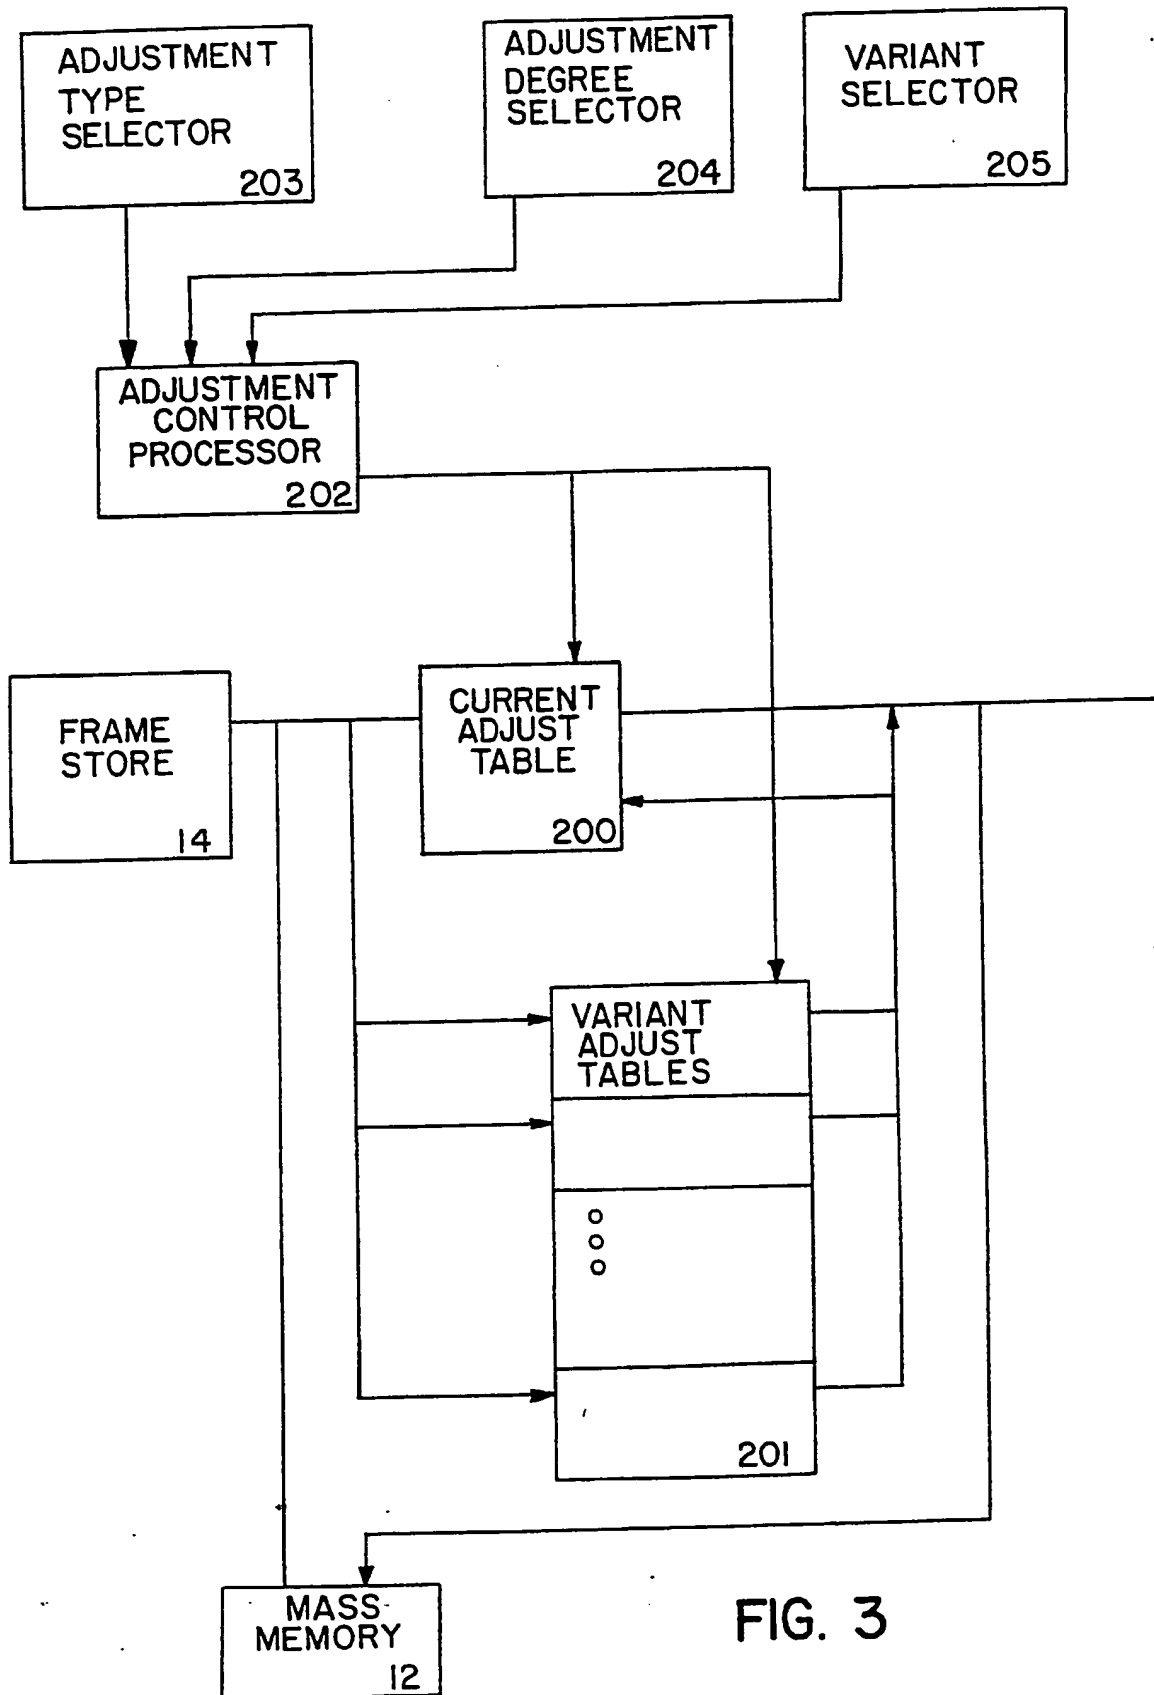 ADJUSTMENT
TYPE
SELECTOR
203
ADJUSTMENT
DEGREE
SELECTOR
204
VARIANT
SELECTOR
205
ADJUSTMENT
CONTROL
PROCESSOR
202
FRAME
STORE
14
CURRENT
ADJUST
TABLE
200
VARIANT
ADJUST
TABLES
201
MASS
MEMORY
12
FIG. 3